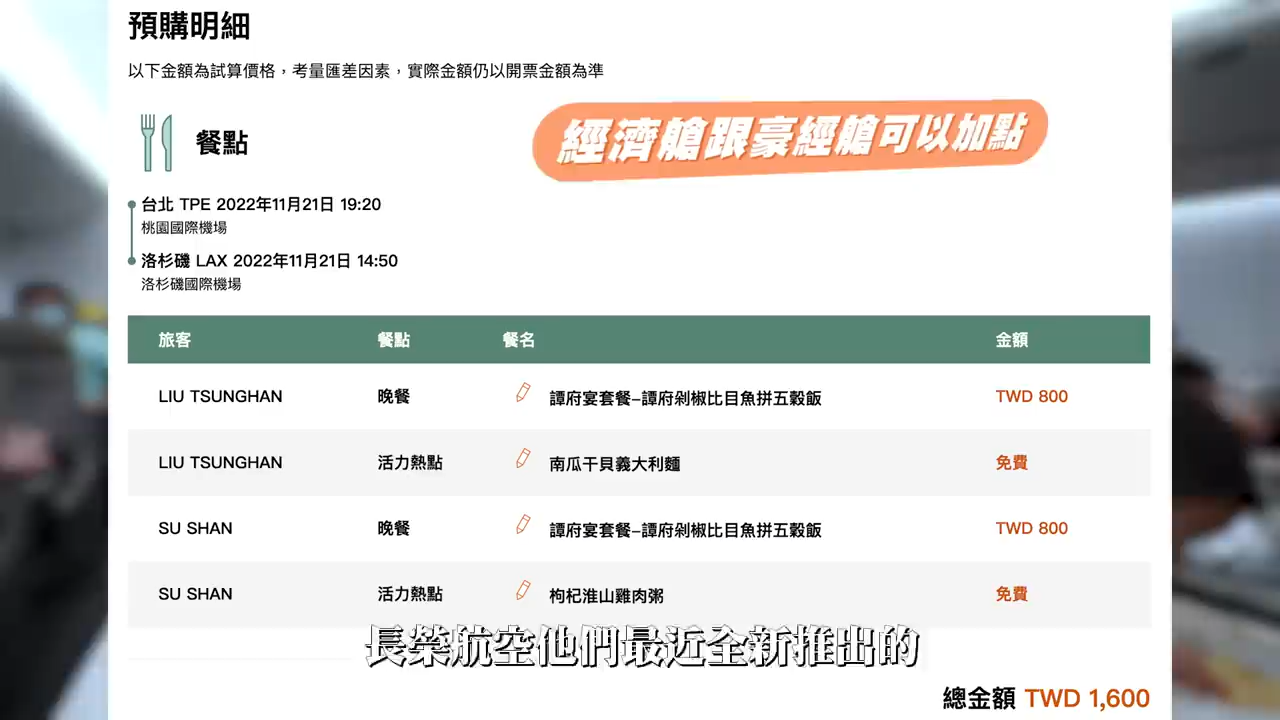 預購明細
以下金額為試算價格，考量匯差因素，實際金額仍以開票金額為準
餐點
經濟艙跟豪經艙可以加點
台北 TPE 2022年11月21日 19:20
桃園國際機場
洛杉磯 LAX 2022年11月21日 14:50
洛杉磯國際機場
旅客 餐點 餐名 金額
LIU TSUNGHAN 晚餐 譚府宴套餐–譚府剁椒比目魚拼五穀飯 TWD 800
LIU TSUNGHAN 活力熱點 南瓜干貝義大利麵 免費
SU SHAN 晚餐 譚府宴套餐–譚府剁椒比目魚拼五穀飯 TWD 800
SU SHAN 活力熱點 枸杞淮山雞肉粥 免費
長榮航空他們最近全新推出的
總金額 TWD 1,600